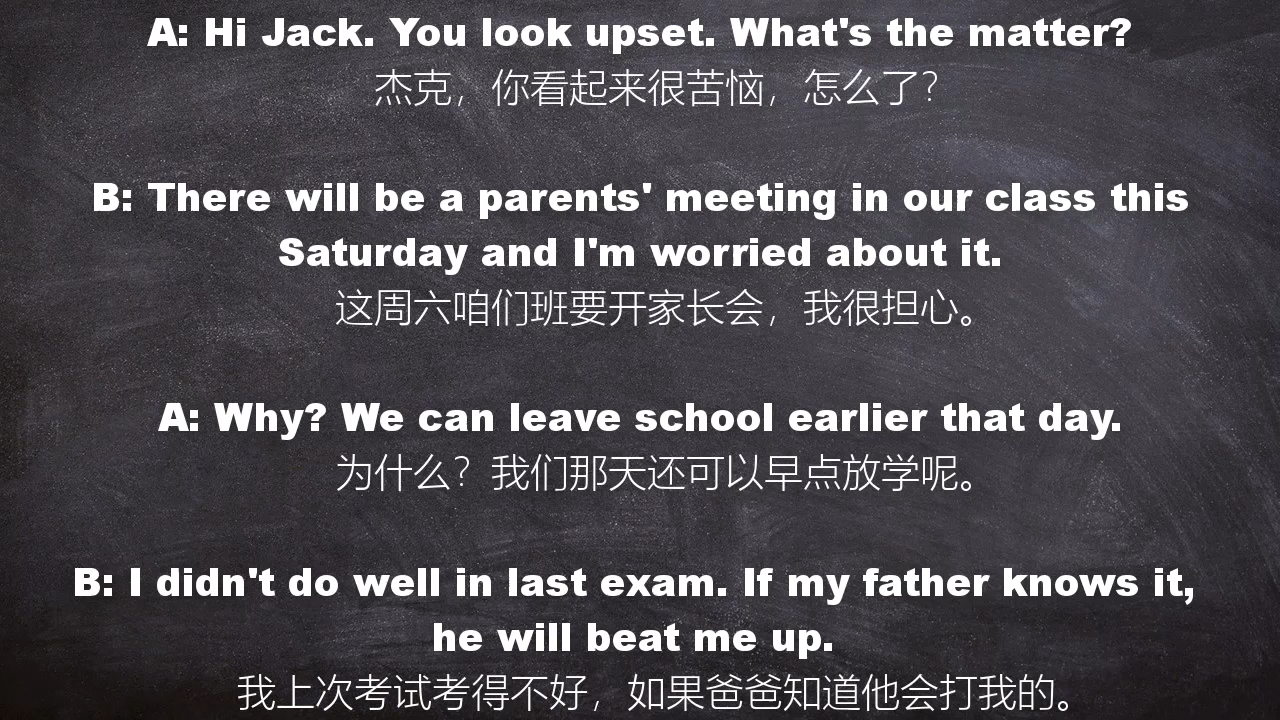 A: Hi Jack. You look upset. What's the matter?
杰克，你看起来很苦恼，怎么了？
B: There will be a parents' meeting in our class this
Saturday and I'm worried about it.
这周六咱们班要开家长会，我很担心。
A: Why? We can leave school earlier that day.
为什么？我们那天还可以早点放学呢。
B: I didn't do well in last exam. If my father knows it,
he will beat me up.
我上次考试考得不好，如果爸爸知道他会打我的。